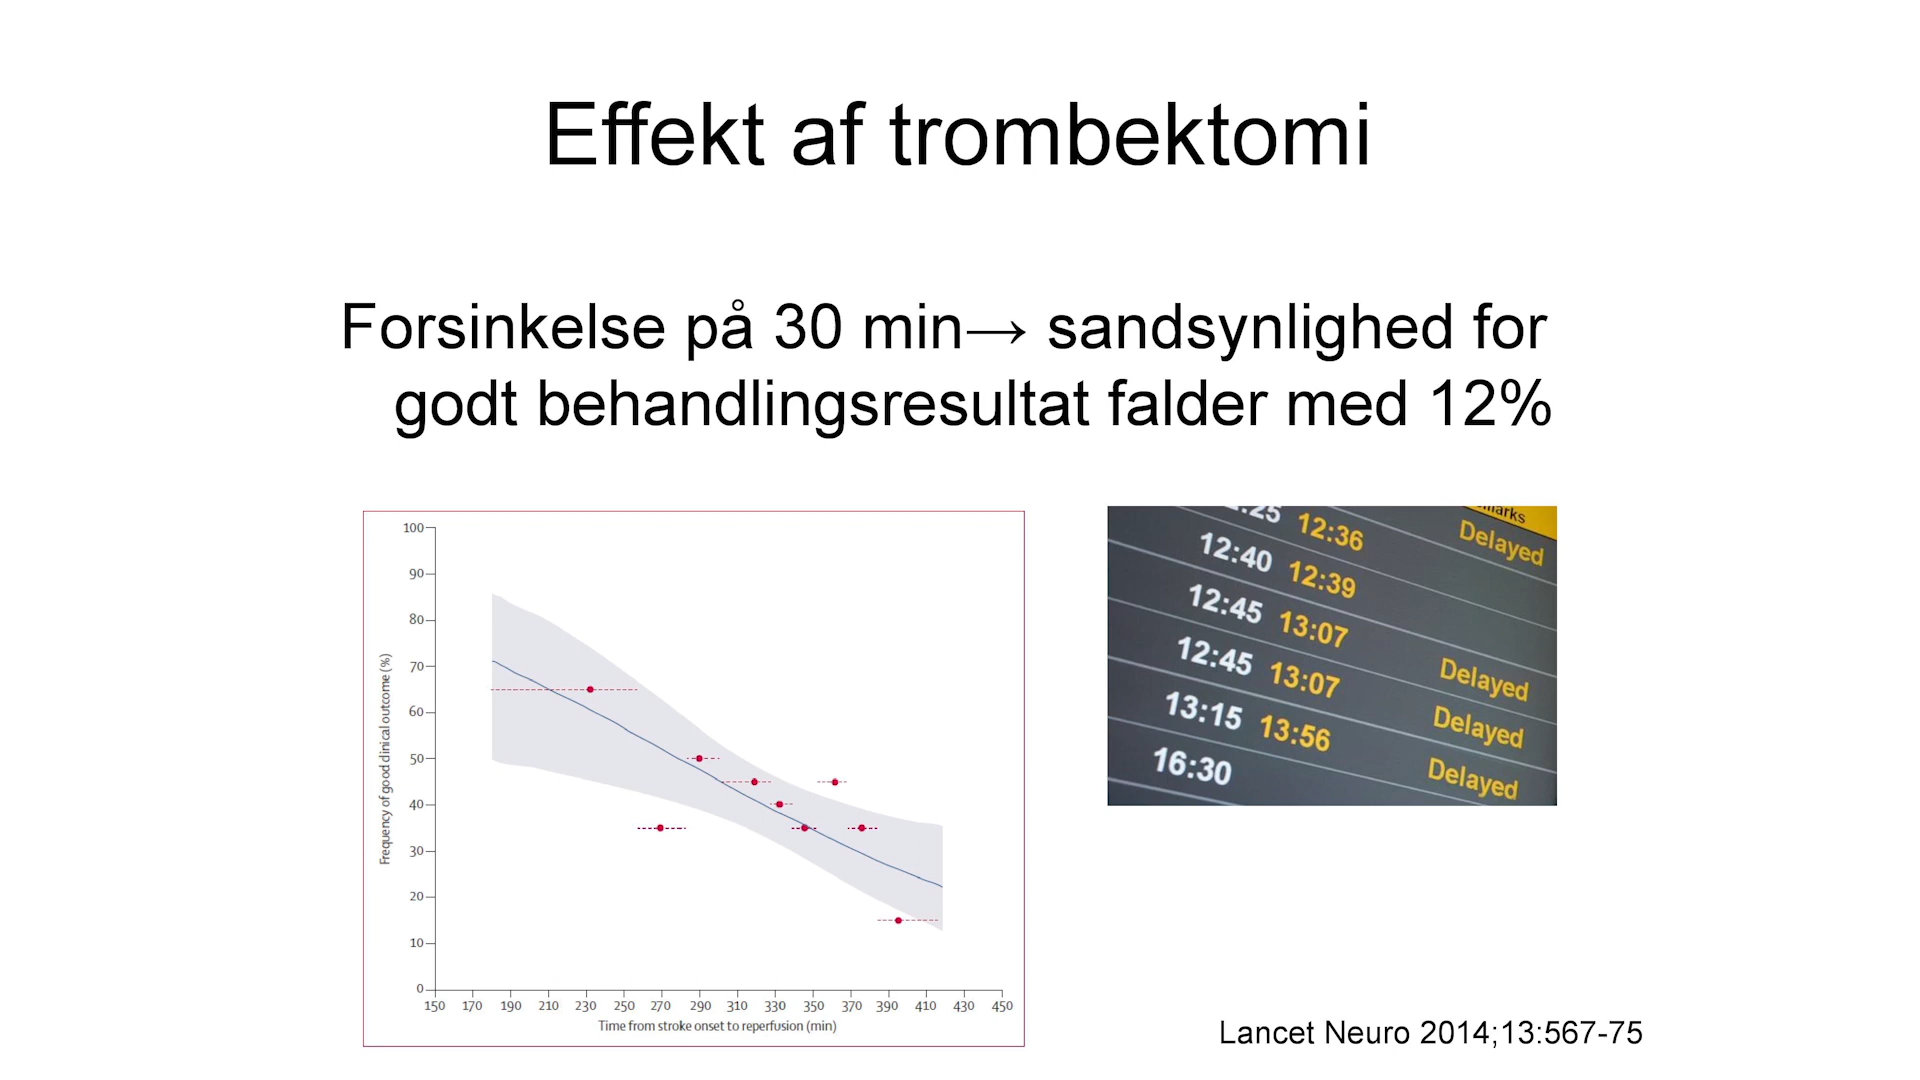 Effekt af trombektomi
Forsinkelse på 30 min→ sandsynlighed for
godt behandlingsresultat falder med 12%
100
90
80
70
60
50
40
30
20
10
0
Frequency of good clinical outcome (%)
150 170 190 210 230 250 270 290 310 330 350 370 390 410 430 450
Time from stroke onset to reperfusion (min)
12:36 Delayed
12:40 12:39
12:45 13:07
12:45 13:07 Delayed
13:15 13:56 Delayed
16:30 Delayed
Lancet Neuro 2014;13:567-75